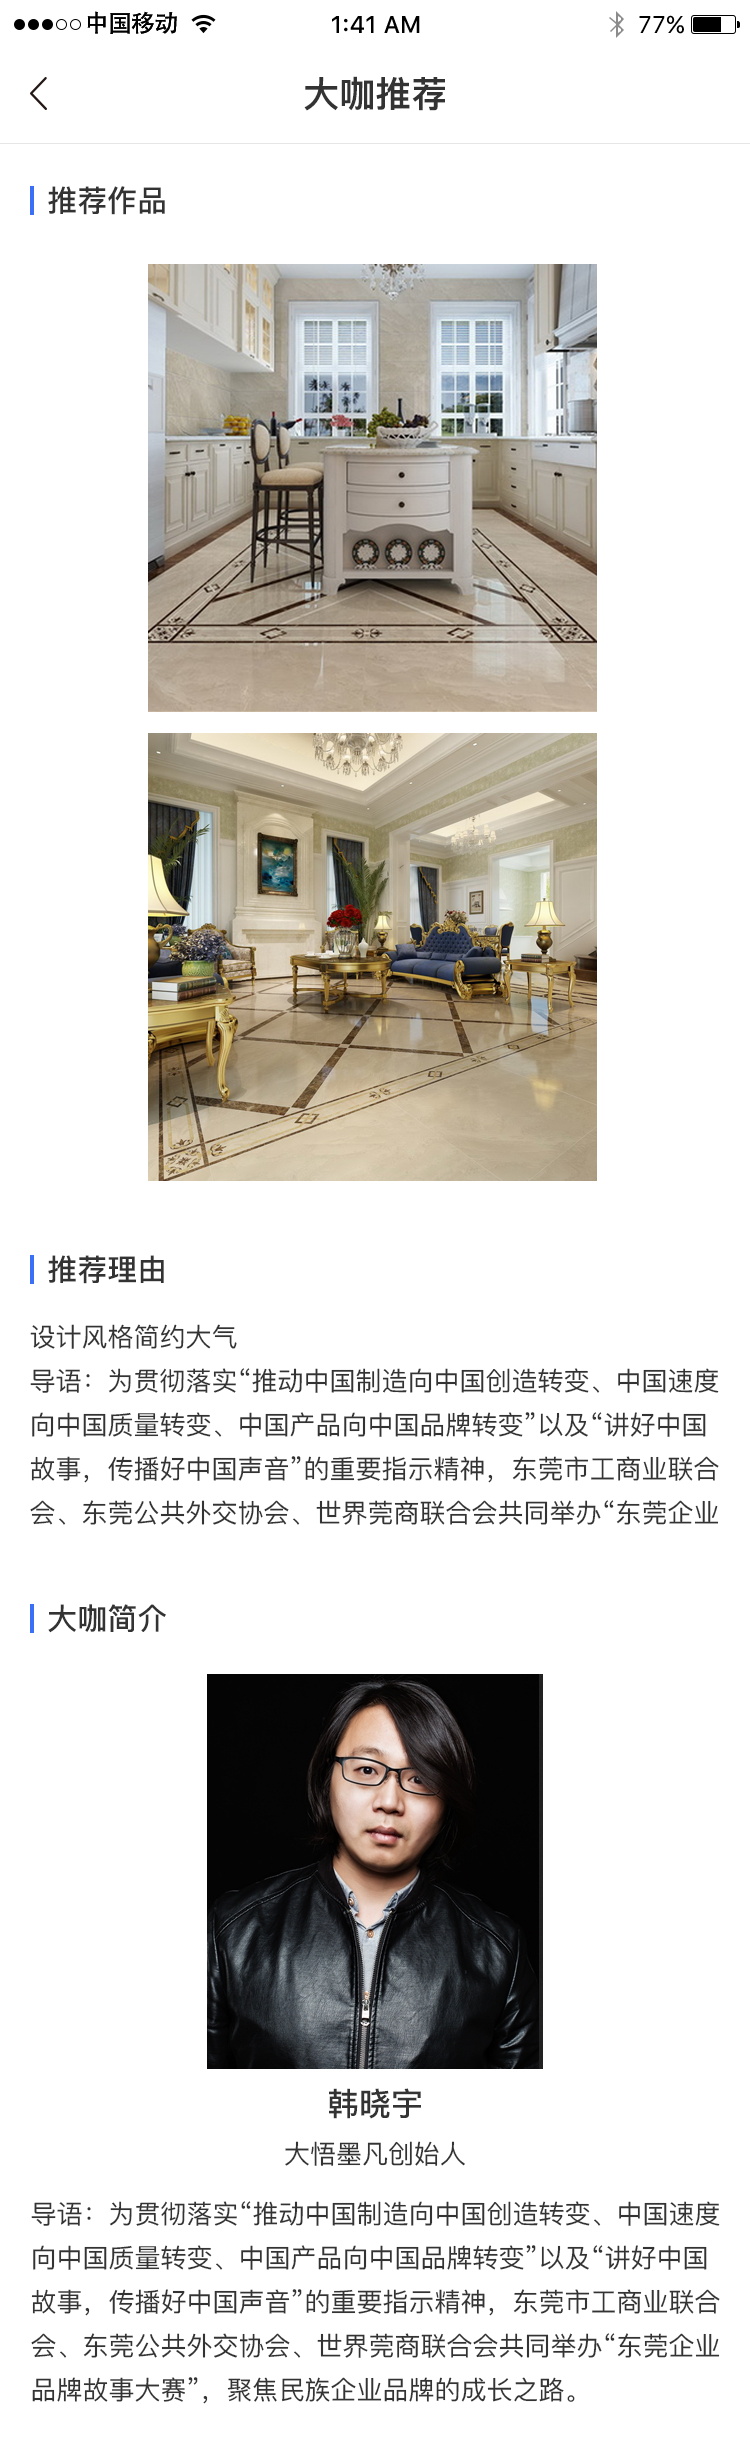 中国移动 1:41 AM 77%
大咖推荐
推荐作品
推荐理由
设计风格简约大气
导语：为贯彻落实“推动中国制造向中国创造转变、中国速度
向中国质量转变、中国产品向中国品牌转变”以及“讲好中国
故事，传播好中国声音”的重要指示精神，东莞市工商业联合
会、东莞公共外交协会、世界莞商联合会共同举办“东莞企业
大咖简介
韩晓宇
大悟墨凡创始人
导语：为贯彻落实“推动中国制造向中国创造转变、中国速度
向中国质量转变、中国产品向中国品牌转变”以及“讲好中国
故事，传播好中国声音”的重要指示精神，东莞市工商业联合
会、东莞公共外交协会、世界莞商联合会共同举办“东莞企业
品牌故事大赛”，聚焦民族企业品牌的成长之路。